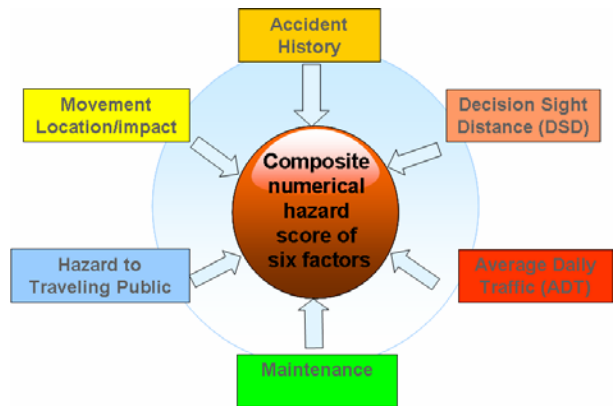 Accident
History
Movement
Location/impact
Decision Sight
Distance (DSD)
Composite
numerical
hazard
score of
six factors
Hazard to
Traveling Public
Average Daily
Traffic (ADT)
Maintenance